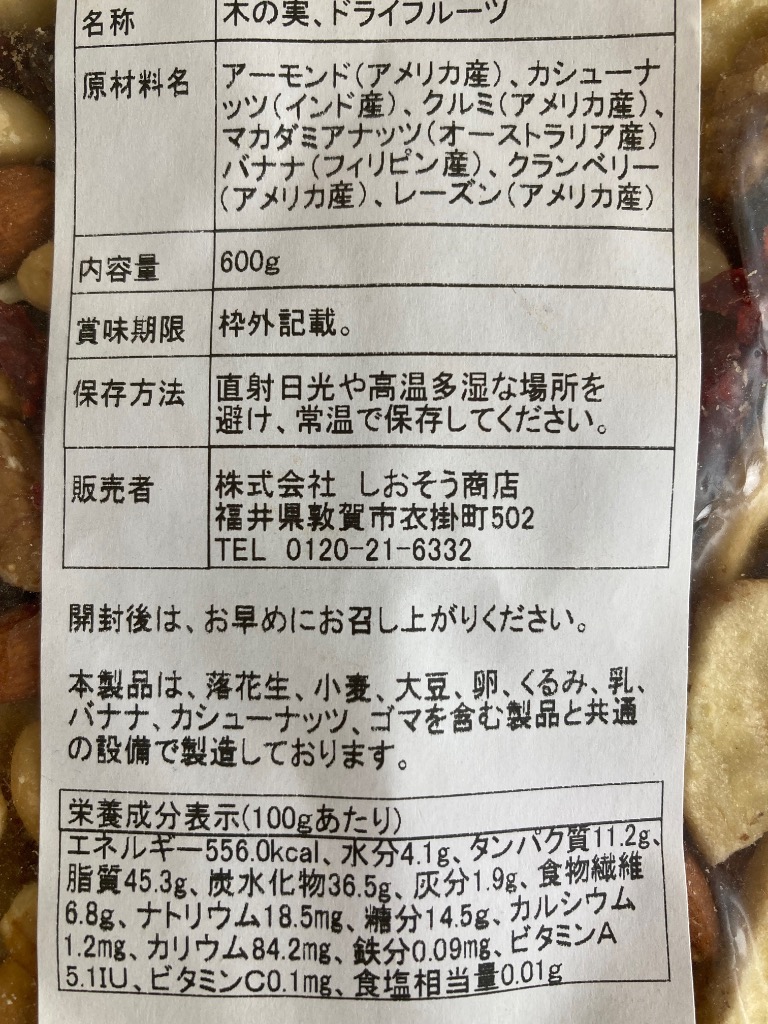 名称 木の実、ドライフルーツ
原材料名 アーモンド(アメリカ産)、カシューナ
ッツ(インド産)、クルミ(アメリカ産)、
マカダミアナッツ(オーストラリア産)
バナナ(フィリピン産)、クランベリー
(アメリカ産)、レーズン(アメリカ産)
内容量 600g
賞味期限 枠外記載。
保存方法 直射日光や高温多湿な場所を
避け、常温で保存してください。
販売者 株式会社 しおそう商店
福井県敦賀市衣掛町502
TEL 0120-21-6332
開封後は、お早めにお召し上がりください。
本製品は、落花生、小麦、大豆、卵、くるみ、乳、
バナナ、カシューナッツ、ゴマを含む製品と共通
の設備で製造しております。
栄養成分表示(100gあたり)
エネルギー556.0kcal、水分4.1g、タンパク質11.2g、
脂質45.3g、炭水化物36.5g、灰分1.9g、食物繊維
6.8g、ナトリウム18.5mg、糖分14.5g、カルシウム
1.2mg、カリウム84.2mg、鉄分0.09mg、ビタミンA
5.1IU、ビタミンC0.1mg、食塩相当量0.01g